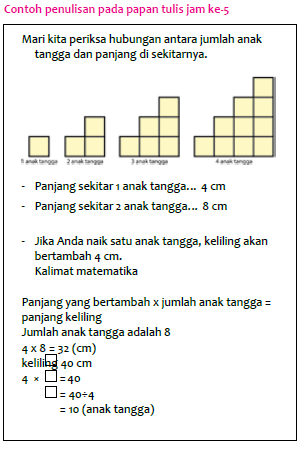 Contoh penulisan pada papan tulis jam ke-5
Mari kita periksa hubungan antara jumlah anak
tangga dan panjang di sekitarnya.
1 anak tangga 2 anak tangga 3 anak tangga 4 anak tangga
- Panjang sekitar 1 anak tangga... 4 cm
- Panjang sekitar 2 anak tangga... 8 cm
- Jika Anda naik satu anak tangga, keliling akan
bertambah 4 cm.
Kalimat matematika
Panjang yang bertambah x jumlah anak tangga =
panjang keliling
Jumlah anak tangga adalah 8
4 x 8 = 32 (cm)
keliling 40 cm
4 × □ = 40
□ = 40÷4
= 10 (anak tangga)